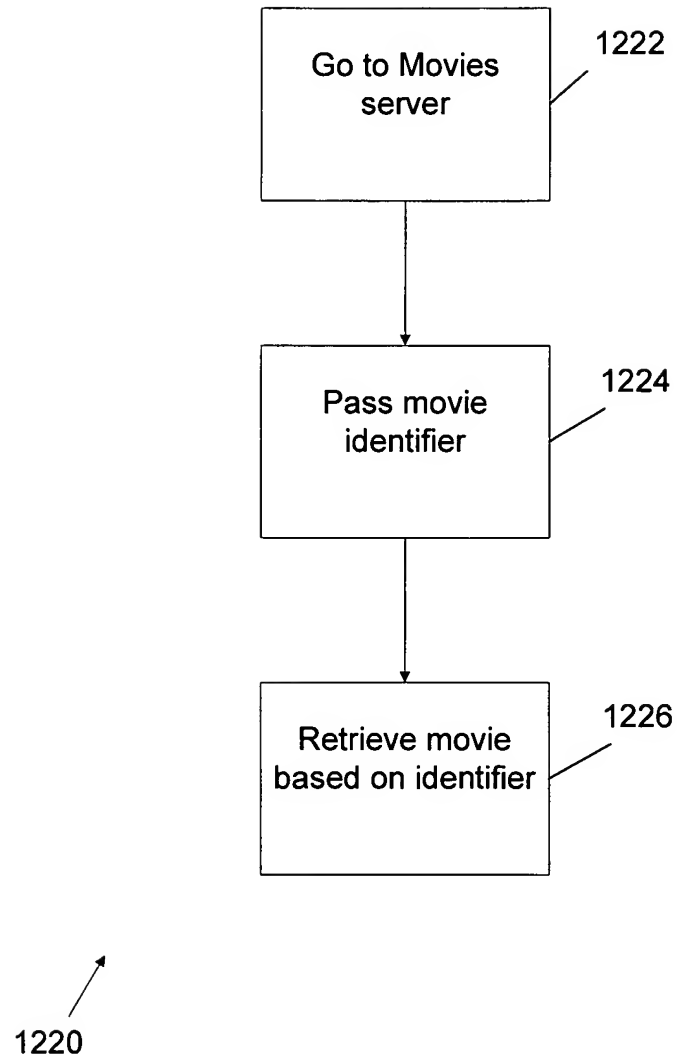 Go to Movies
server
1222
Pass movie
identifier
1224
Retrieve movie
based on identifier
1226
1220